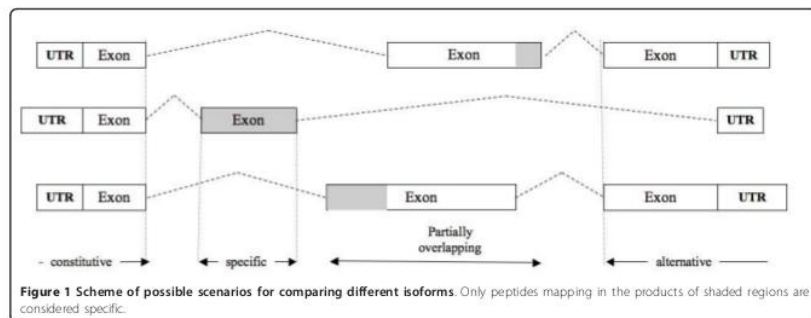 UTR Exon Exon Exon UTR
UTR Exon Exon UTR
UTR Exon Exon Exon UTR
Partially
overlapping
- constitutive specific alternative
Figure 1 Scheme of possible scenarios for comparing different isoforms. Only peptides mapping in the products of shaded regions are
considered specific.